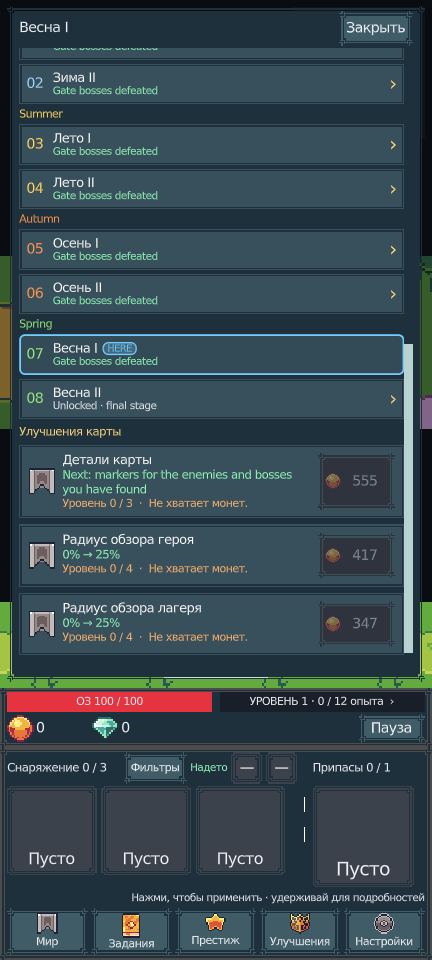 Весна I
Закрыть
Gate bosses defeated
02
Зима II
Gate bosses defeated
Summer
03
Лето I
Gate bosses defeated
04
Лето II
Gate bosses defeated
Autumn
05
Осень I
Gate bosses defeated
06
Осень II
Gate bosses defeated
Spring
07
Весна I HERE
Gate bosses defeated
08
Весна II
Unlocked · final stage
Улучшения карты
Детали карты
Next: markers for the enemies and bosses
you have found
Уровень 0 / 3 · Не хватает монет.
555
Радиус обзора героя
0% → 25%
Уровень 0 / 4 · Не хватает монет.
417
Радиус обзора лагеря
0% → 25%
Уровень 0 / 4 · Не хватает монет.
347
ОЗ 100 / 100
УРОВЕНЬ 1 · 0 / 12 опыта ›
0
0
Пауза
Снаряжение 0 / 3
Фильтры
Надето
— —
Припасы 0 / 1
Пусто
Пусто
Пусто
Пусто
Нажми, чтобы применить · удерживай для подробностей
Мир
Задания
Престиж
Улучшения
Настройки